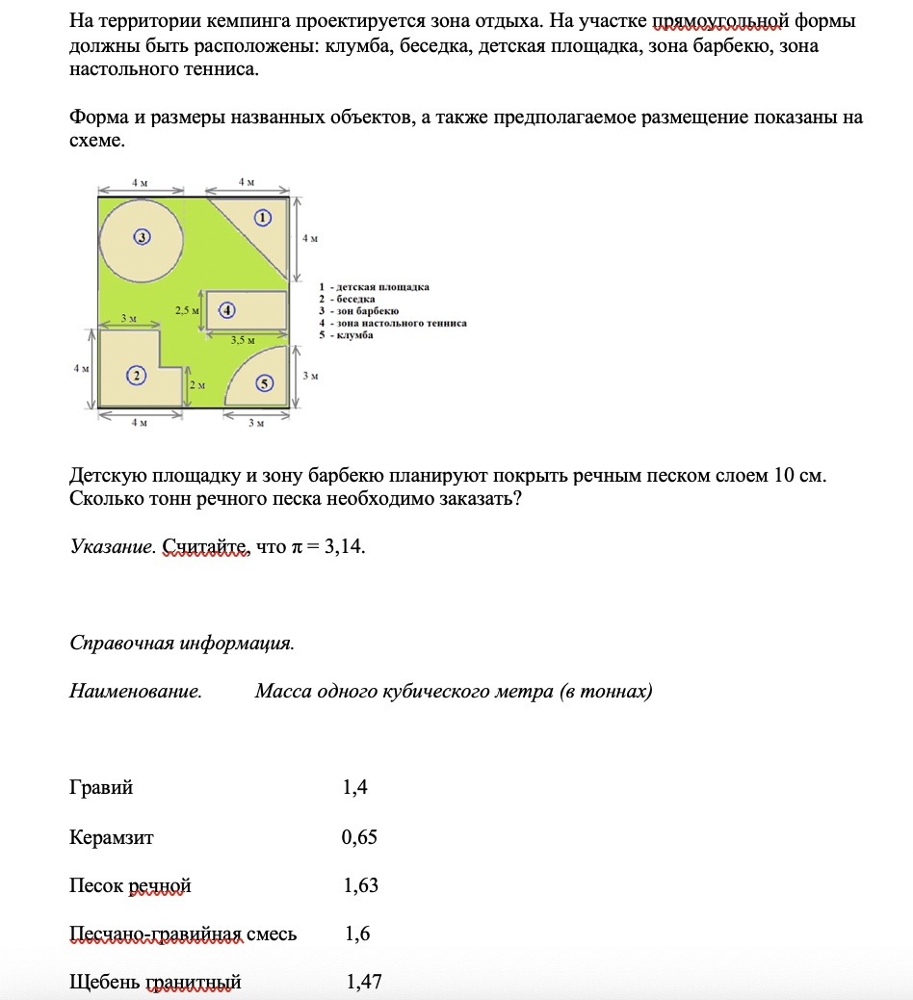 На территории кемпинга проектируется зона отдыха. На участке прямоугольной формы
должны быть расположены: клумба, беседка, детская площадка, зона барбекю, зона
настольного тенниса.
Форма и размеры названных объектов, а также предполагаемое размещение показаны на
схеме.
4 м
4 м
1
3
4 м
1 - детская площадка
2 - беседка
3 - зон барбекю
4 - зона настольного тенниса
5 - клумба
2,5 м
4
3 м
3,5 м
4 м
2
2 м
5
3 м
4 м
3 м
Детскую площадку и зону барбекю планируют покрыть речным песком слоем 10 см.
Сколько тонн речного песка необходимо заказать?
Указание. Считайте, что π = 3,14.
Справочная информация.
Наименование. Масса одного кубического метра (в тоннах)
Гравий 1,4
Керамзит 0,65
Песок речной 1,63
Песчано-гравийная смесь 1,6
Щебень гранитный 1,47